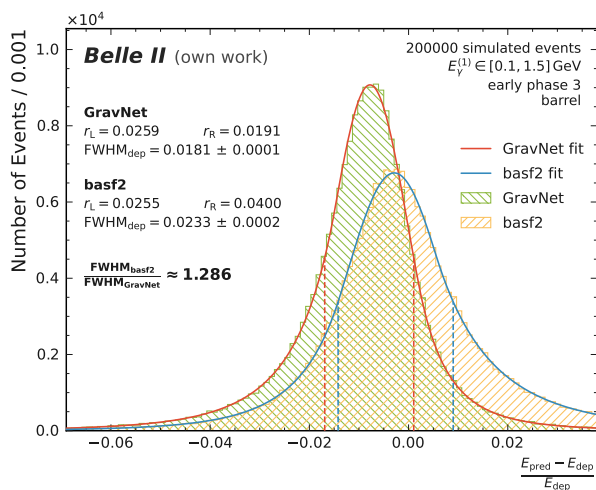 ×10⁴
Belle II (own work)
200000 simulated events
E_γ^(1) ∈ [0.1, 1.5] GeV
early phase 3
barrel
GravNet
r_L = 0.0259 r_R = 0.0191
FWHM_dep = 0.0181 ± 0.0001
basf2
r_L = 0.0255 r_R = 0.0400
FWHM_dep = 0.0233 ± 0.0002
FWHM_basf2 / FWHM_GravNet ≈ 1.286
GravNet fit
basf2 fit
GravNet
basf2
Number of Events / 0.001
1.0
0.8
0.6
0.4
0.2
0.0
−0.06 −0.04 −0.02 0.00 0.02
E_pred − E_dep
E_dep